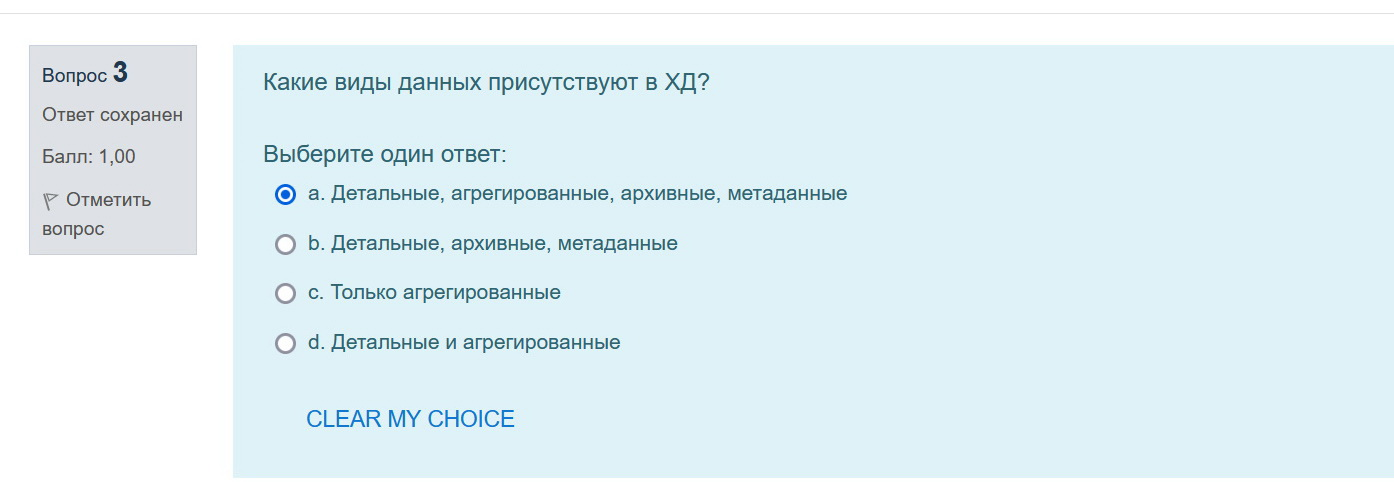 Вопрос 3
Ответ сохранен
Балл: 1,00
Отметить
вопрос
Какие виды данных присутствуют в ХД?
Выберите один ответ:
a. Детальные, агрегированные, архивные, метаданные
b. Детальные, архивные, метаданные
c. Только агрегированные
d. Детальные и агрегированные
CLEAR MY CHOICE